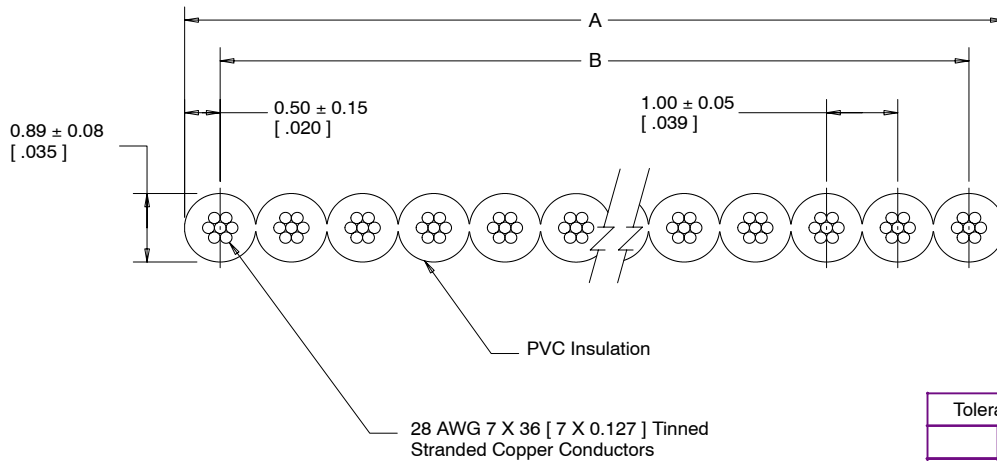 A
B
0.50 ± 0.15
[ .020 ]
1.00 ± 0.05
[ .039 ]
0.89 ± 0.08
[ .035 ]
PVC Insulation
28 AWG 7 X 36 [ 7 X 0.127 ] Tinned
Stranded Copper Conductors